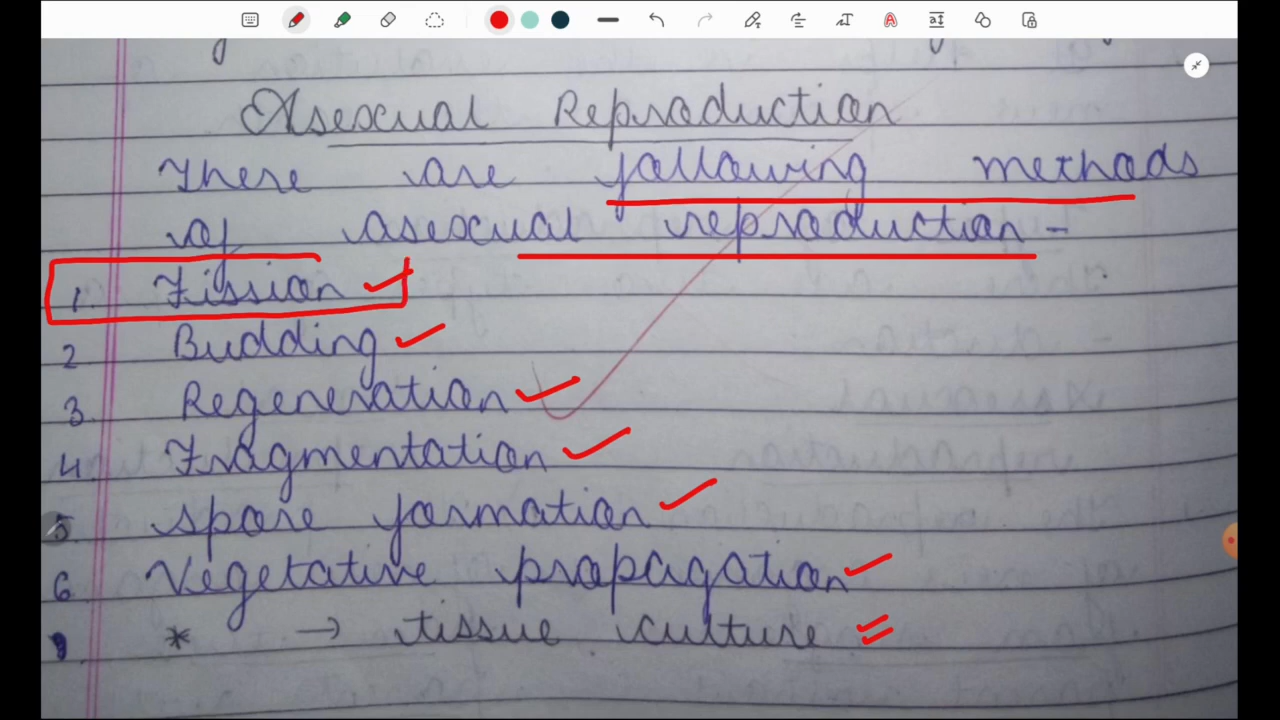 Asexual Reproduction
There are following methods
of asexual reproduction -
1. Fission
2 Budding
3. Regeneration
4. Fragmentation
5 spore formation
6 Vegetative propagation
* → tissue culture